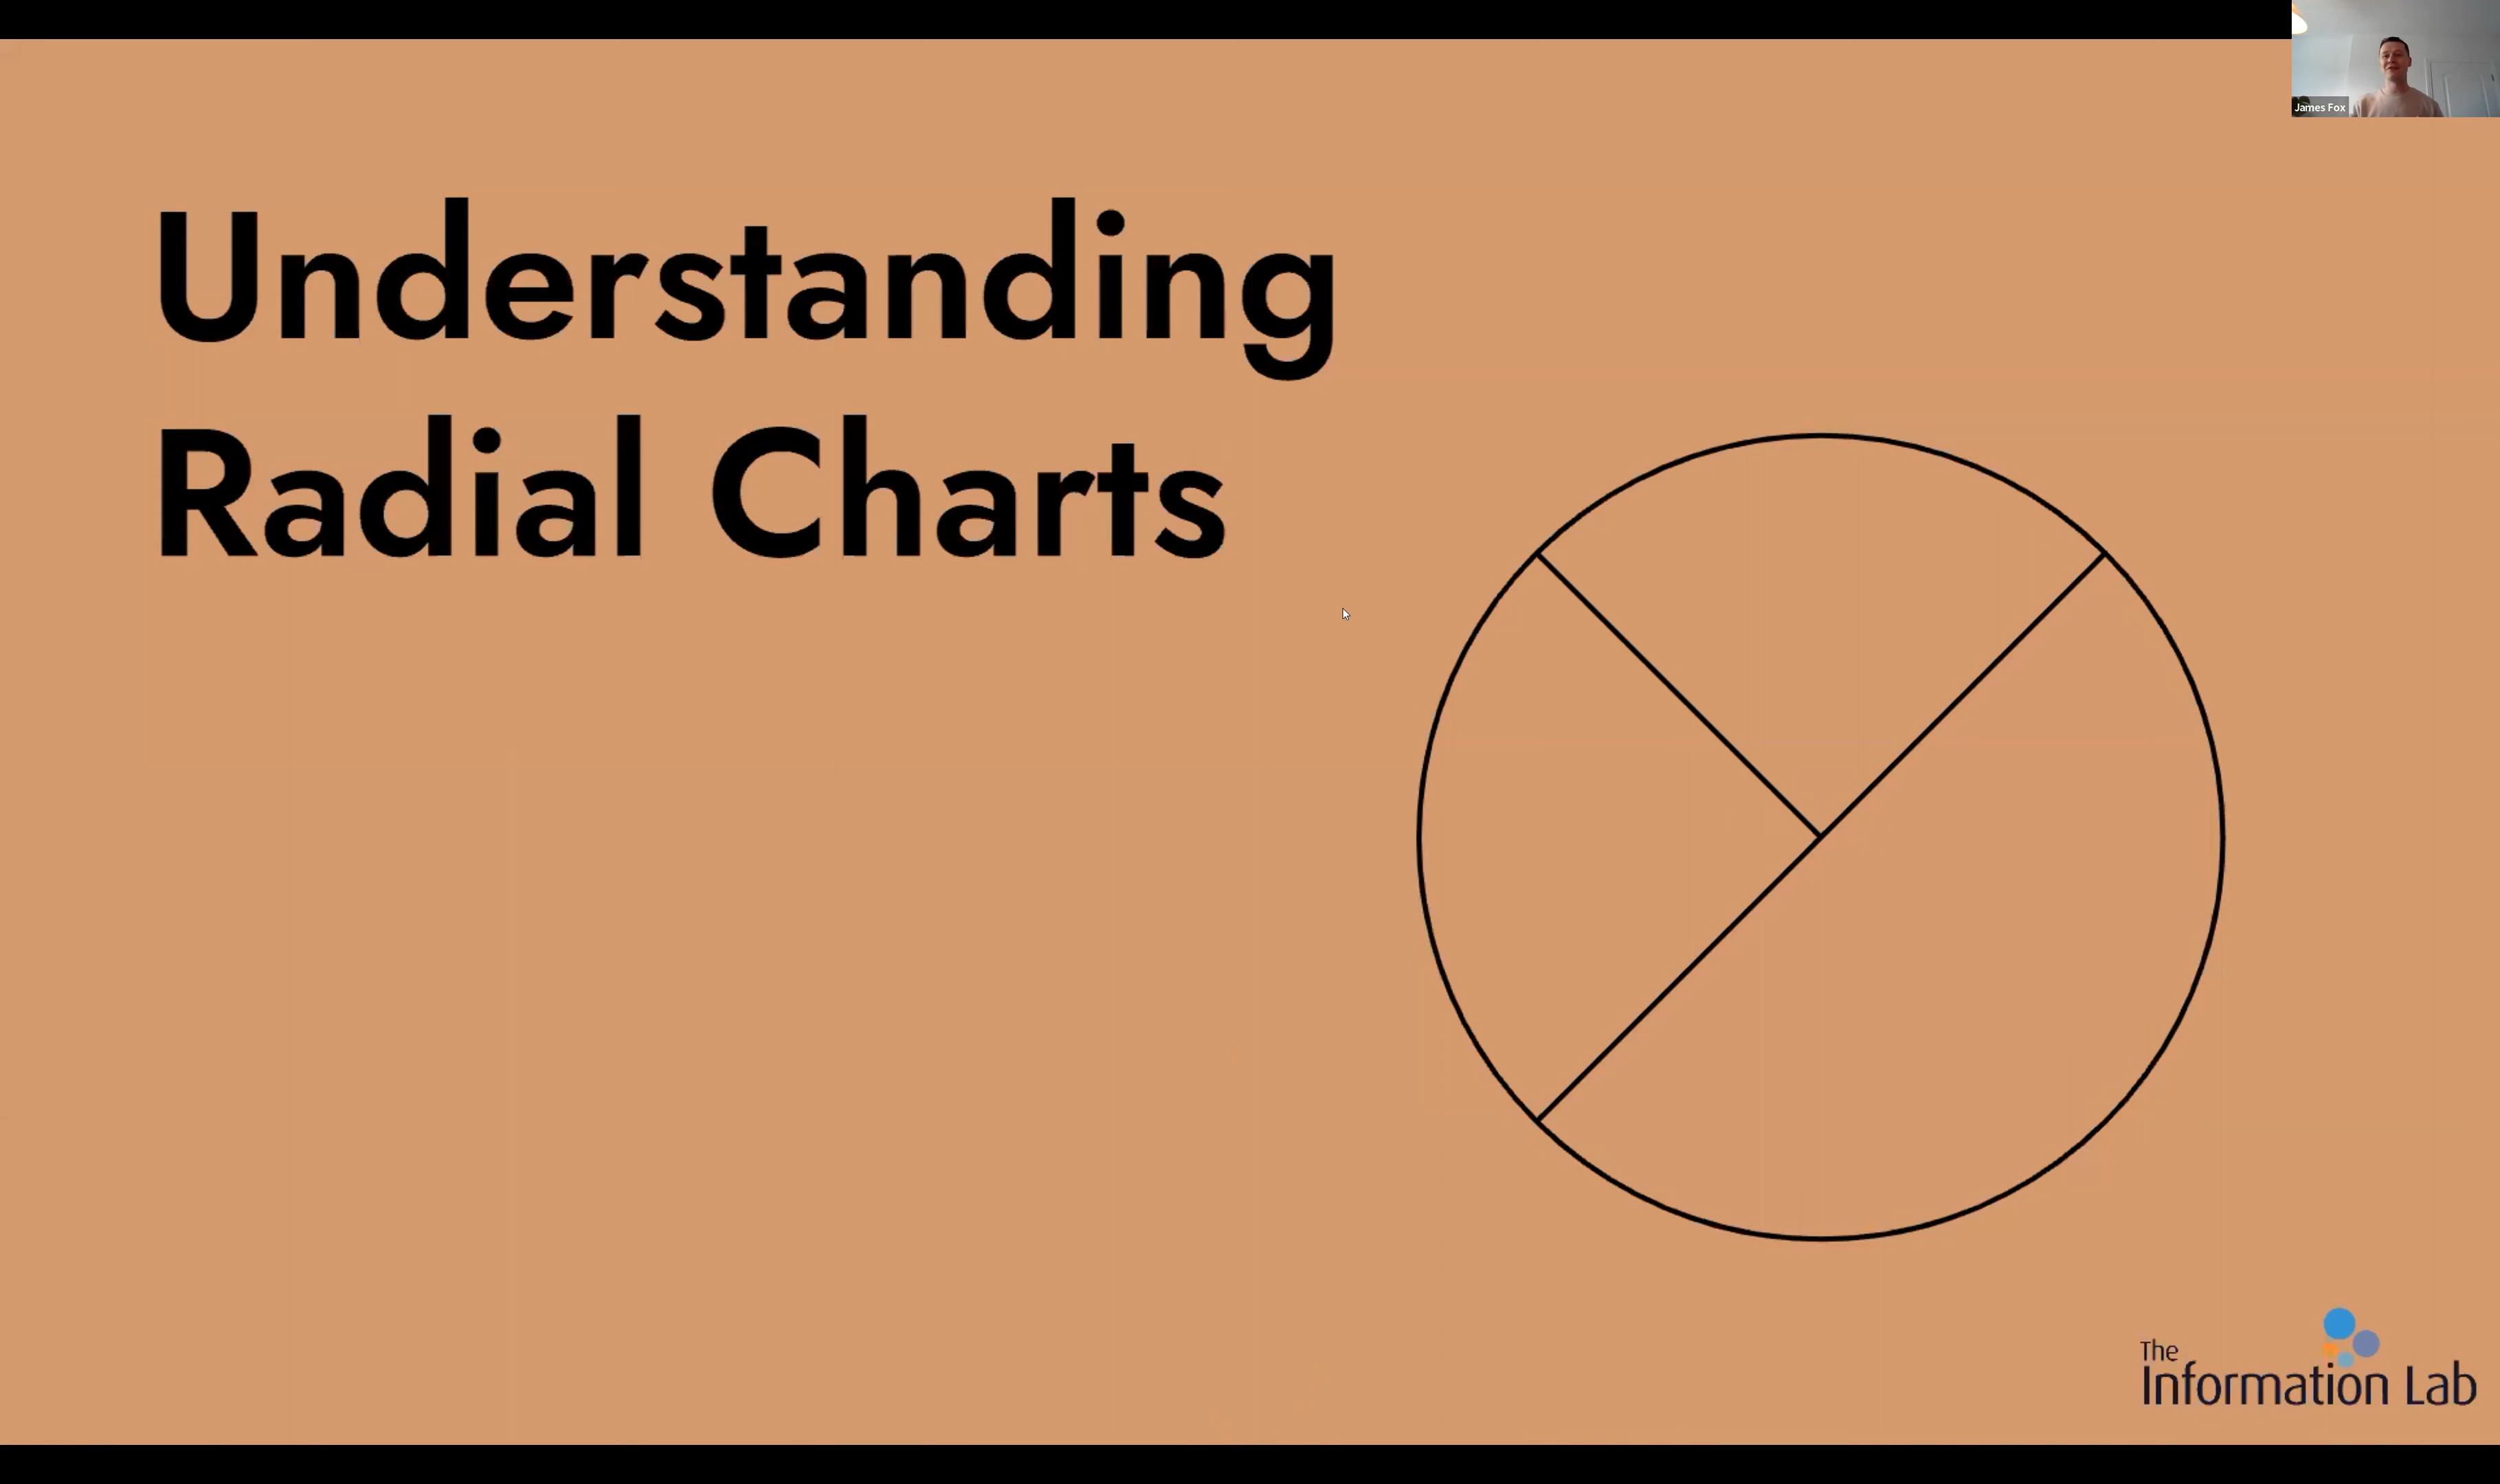 James Fox
Understanding
Radial Charts
The
Information Lab